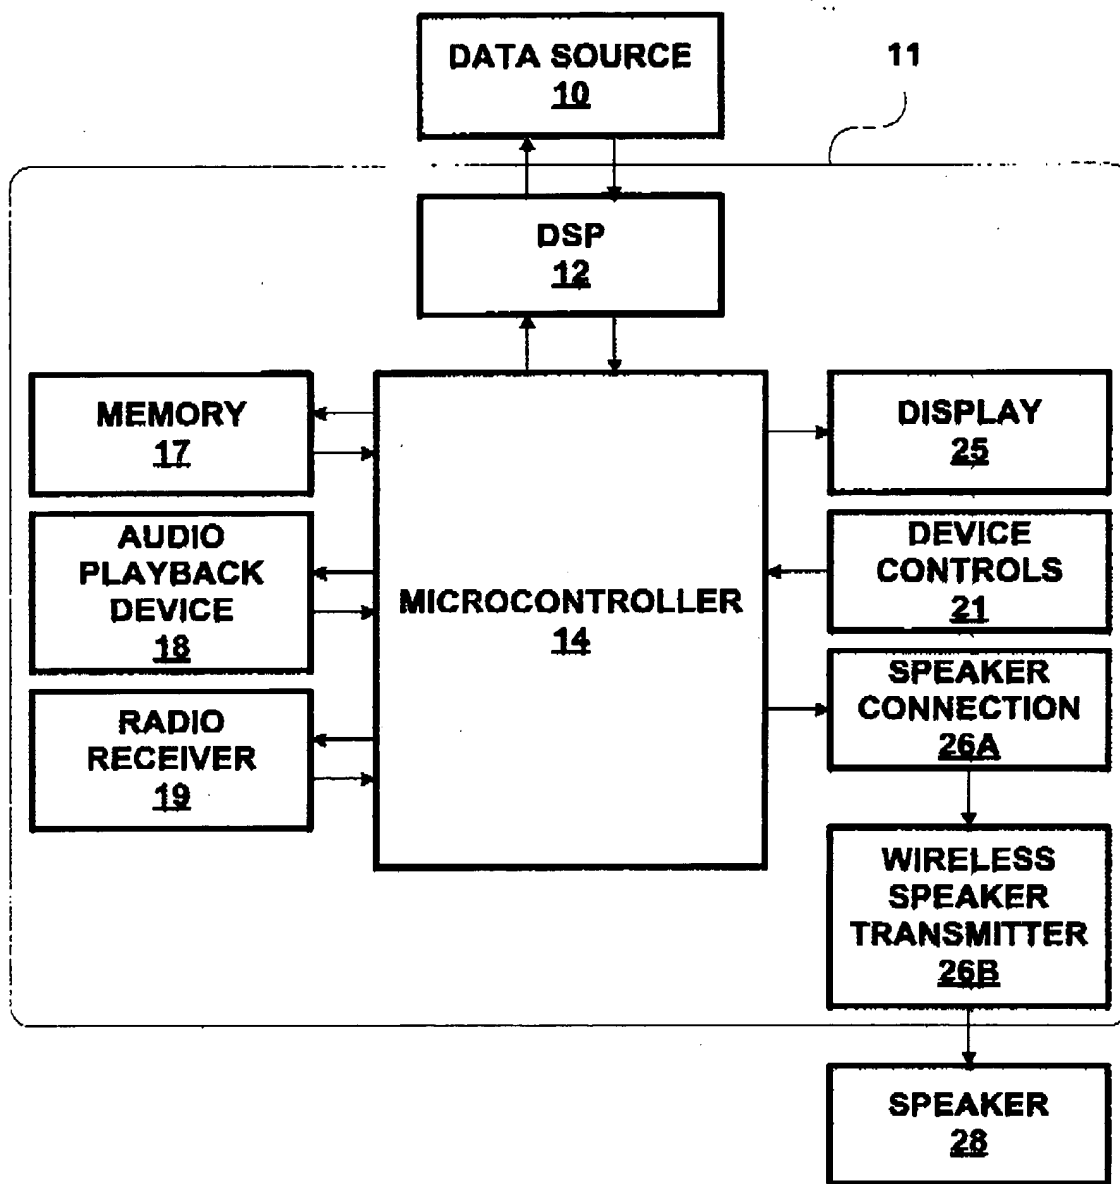 DATA SOURCE
10
11
DSP
12
MEMORY
17
AUDIO
PLAYBACK
DEVICE
18
RADIO
RECEIVER
19
MICROCONTROLLER
14
DISPLAY
25
DEVICE
CONTROLS
21
SPEAKER
CONNECTION
26A
WIRELESS
SPEAKER
TRANSMITTER
26B
SPEAKER
28